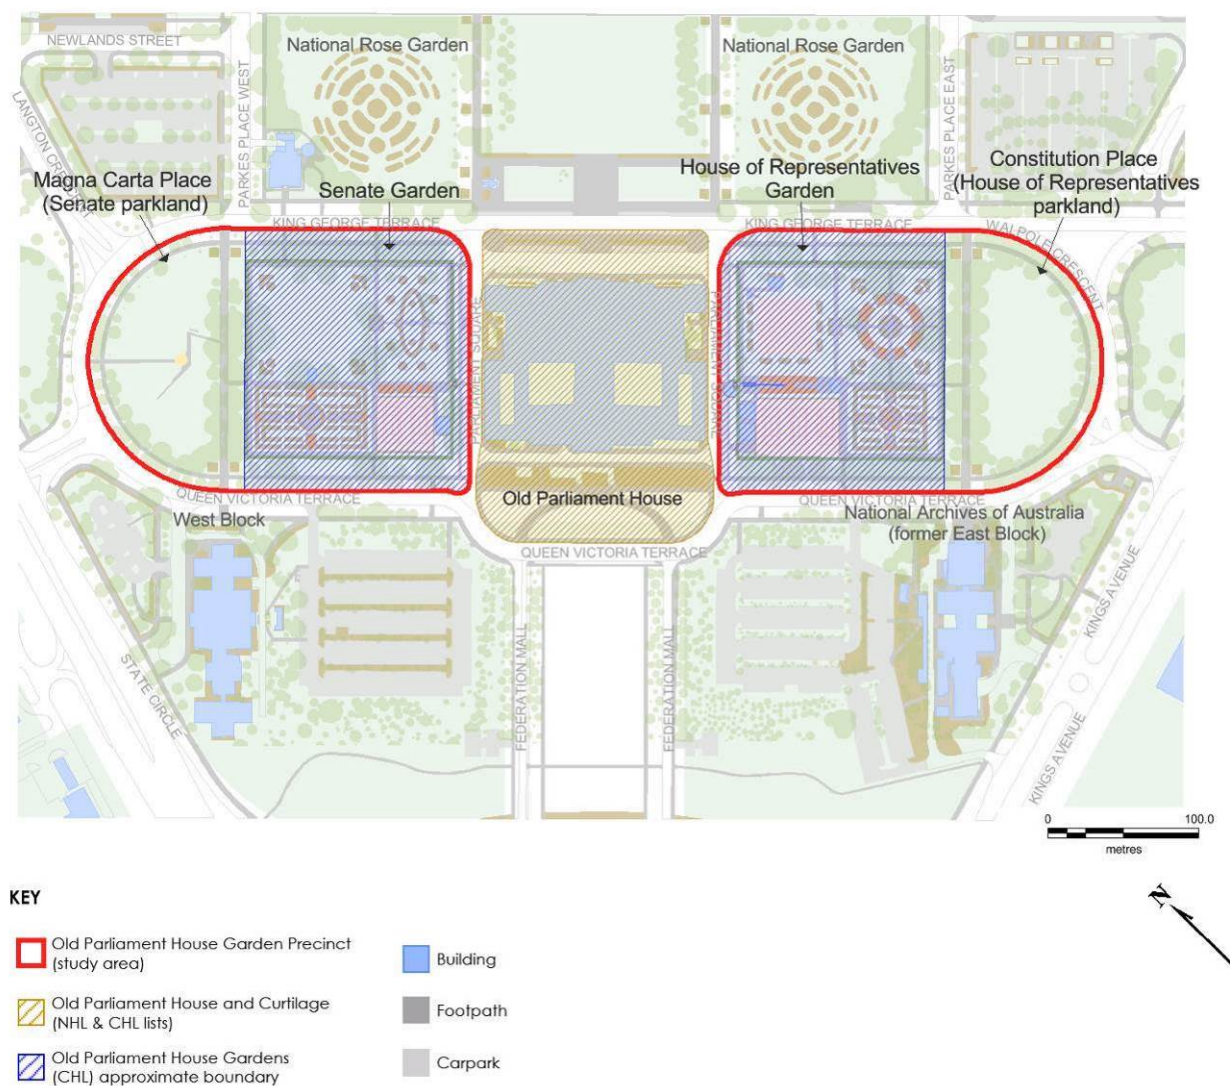 NEWLANDS STREET
National Rose Garden
National Rose Garden
LANGTON CRESCENT
PARKES PLACE WEST
PARKES PLACE EAST
Magna Carta Place
(Senate parkland)
Senate Garden
House of Representatives
Garden
Constitution Place
(House of Representatives
parkland)
KING GEORGE TERRACE
KING GEORGE TERRACE
WALPOLE CRESCENT
PARLIAMENT SQUARE
PARLIAMENT SQUARE
QUEEN VICTORIA TERRACE
West Block
Old Parliament House
QUEEN VICTORIA TERRACE
National Archives of Australia
(former East Block)
QUEEN VICTORIA TERRACE
STATE CIRCLE
FEDERATION MALL
FEDERATION MALL
KINGS AVENUE
KINGS AVENUE
0 100.0
metres
N
KEY
Old Parliament House Garden Precinct
(study area)
Old Parliament House and Curtilage
(NHL & CHL lists)
Old Parliament House Gardens
(CHL) approximate boundary
Building
Footpath
Carpark